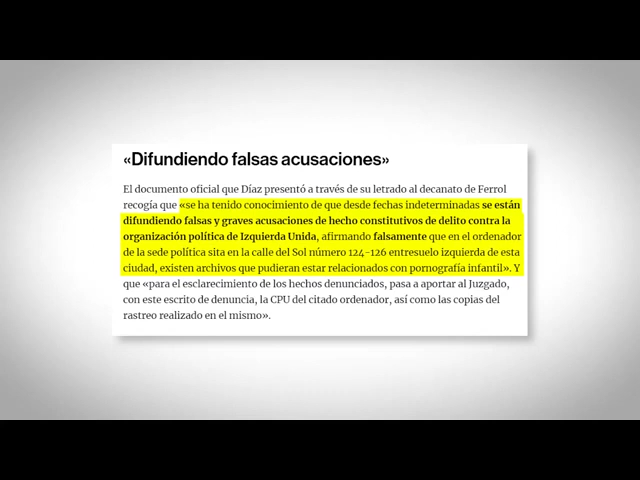 «Difundiendo falsas acusaciones»
El documento oficial que Díaz presentó a través de su letrado al decanato de Ferrol
recogía que «se ha tenido conocimiento de que desde fechas indeterminadas se están
difundiendo falsas y graves acusaciones de hecho constitutivos de delito contra la
organización política de Izquierda Unida, afirmando falsamente que en el ordenador
de la sede política sita en la calle del Sol número 124-126 entresuelo izquierda de esta
ciudad, existen archivos que pudieran estar relacionados con pornografía infantil». Y
que «para el esclarecimiento de los hechos denunciados, pasa a aportar al Juzgado,
con este escrito de denuncia, la CPU del citado ordenador, así como las copias del
rastreo realizado en el mismo».